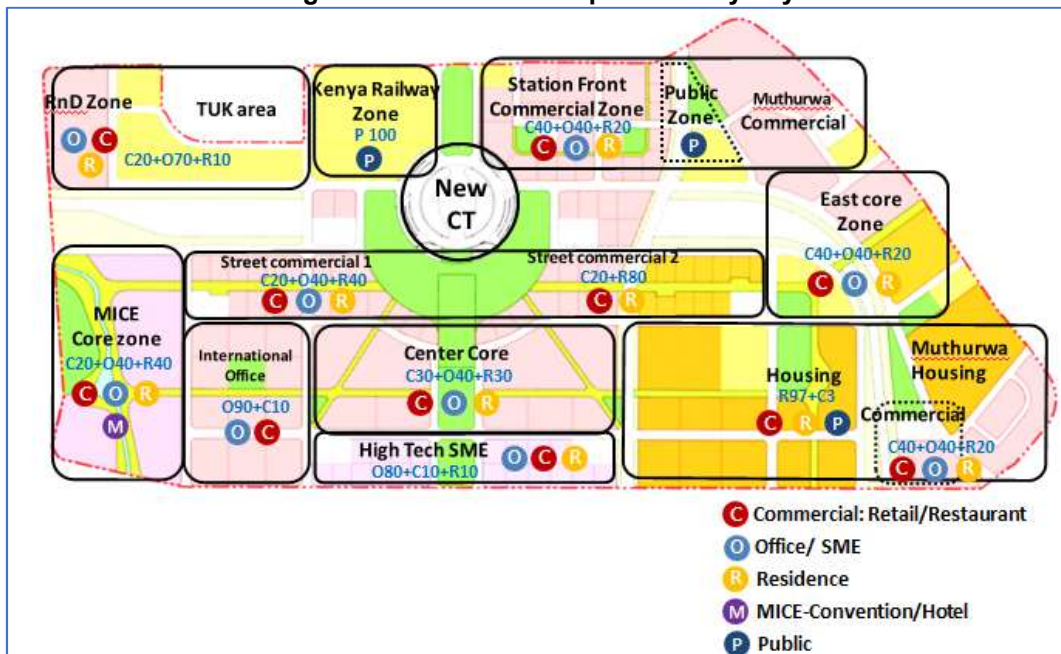 RnD Zone
O C
R
C20+O70+R10
TUK area
Kenya Railway
Zone
P 100
P
Station Front
Commercial Zone
C40+O40+R20
C O R
Public
Zone
P
Muthurwa
Commercial
New
CT
East core
Zone
C40+O40+R20
C O R
Street commercial 1
C20+O40+R40
C O R
Street commercial 2
C20+R80
C R
MICE
Core zone
C20+O40+R40
C O R
M
International
Office
O90+C10
O C
Center Core
C30+O40+R30
C O R
High Tech SME
O80+C10+R10
O C R
Housing
R97+C3
C R P
Muthurwa
Housing
Commercial
C40+O40+R20
C O R
C Commercial: Retail/Restaurant
O Office/ SME
R Residence
M MICE-Convention/Hotel
P Public